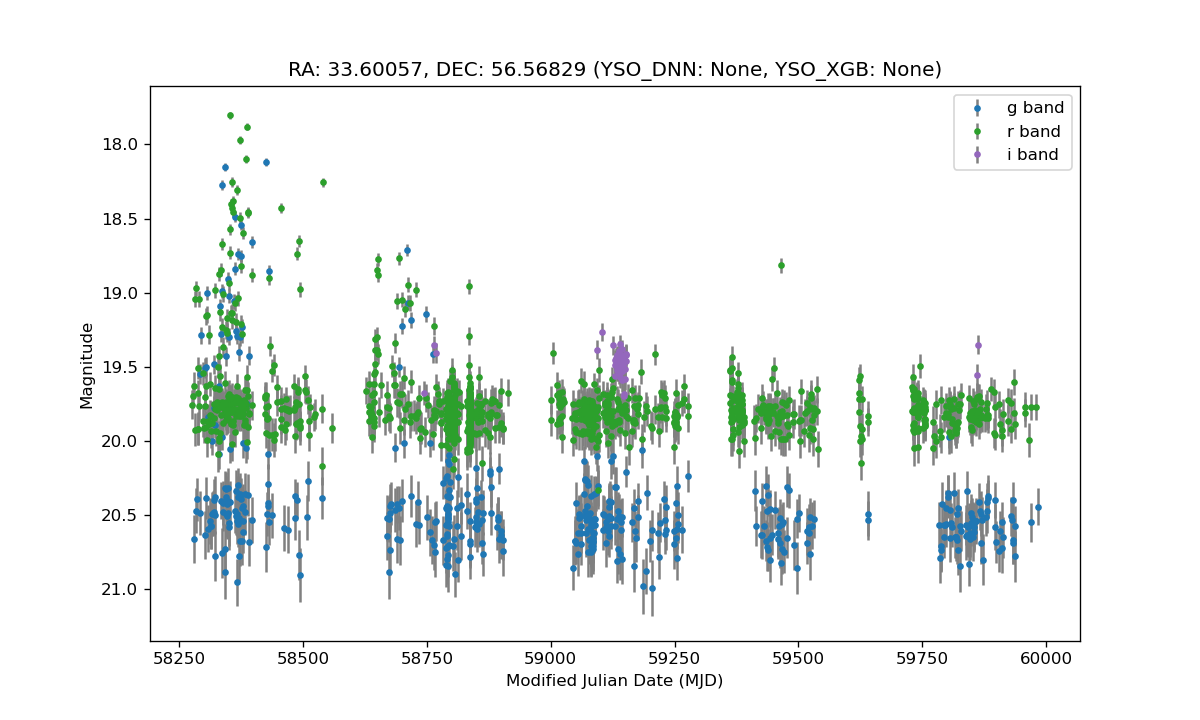 RA: 33.60057, DEC: 56.56829 (YSO_DNN: None, YSO_XGB: None)
g band
r band
i band
18.0
18.5
19.0
19.5
20.0
20.5
21.0
Magnitude
58250 58500 58750 59000 59250 59500 59750 60000
Modified Julian Date (MJD)